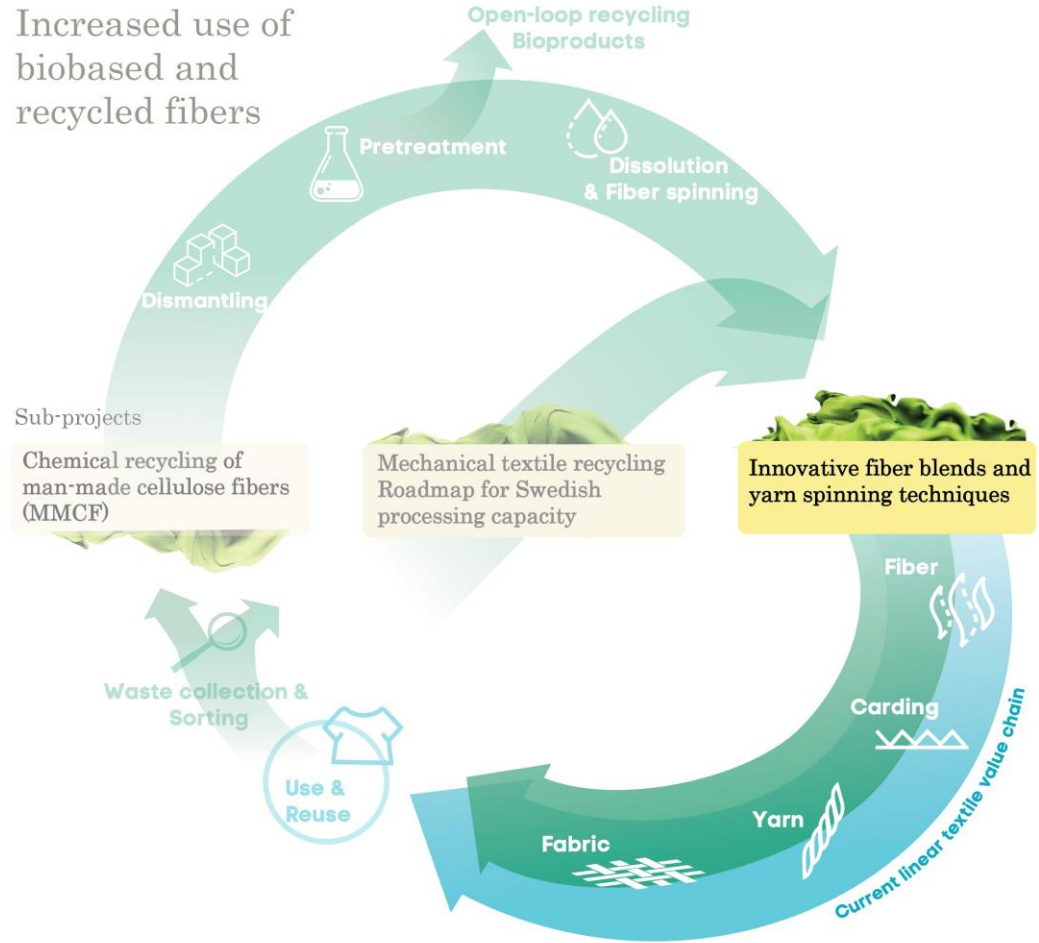 Increased use of
biobased and
recycled fibers
Open-loop recycling
Bioproducts
Pretreatment
Dissolution
& Fiber spinning
Dismantling
Sub-projects
Chemical recycling of
man-made cellulose fibers
(MMCF)
Mechanical textile recycling
Roadmap for Swedish
processing capacity
Innovative fiber blends and
yarn spinning techniques
Fiber
Carding
Yarn
Fabric
Current linear textile value chain
Use &
Reuse
Waste collection &
Sorting